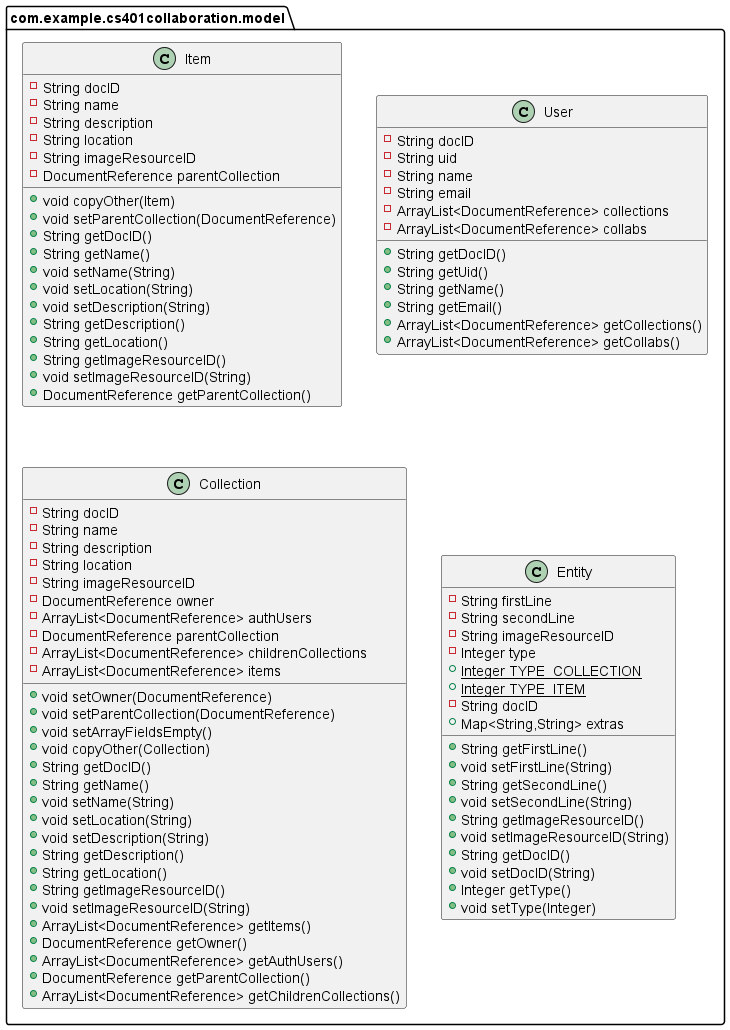 com.example.cs401collaboration.model
C Item
String docID
String name
String description
String location
String imageResourceID
DocumentReference parentCollection
void copyOther(Item)
void setParentCollection(DocumentReference)
String getDocID()
String getName()
void setName(String)
void setLocation(String)
void setDescription(String)
String getDescription()
String getLocation()
String getImageResourceID()
void setImageResourceID(String)
DocumentReference getParentCollection()
C User
String docID
String uid
String name
String email
ArrayList<DocumentReference> collections
ArrayList<DocumentReference> collabs
String getDocID()
String getUid()
String getName()
String getEmail()
ArrayList<DocumentReference> getCollections()
ArrayList<DocumentReference> getCollabs()
C Collection
String docID
String name
String description
String location
String imageResourceID
DocumentReference owner
ArrayList<DocumentReference> authUsers
DocumentReference parentCollection
ArrayList<DocumentReference> childrenCollections
ArrayList<DocumentReference> items
void setOwner(DocumentReference)
void setParentCollection(DocumentReference)
void setArrayFieldsEmpty()
void copyOther(Collection)
String getDocID()
String getName()
void setName(String)
void setLocation(String)
void setDescription(String)
String getDescription()
String getLocation()
String getImageResourceID()
void setImageResourceID(String)
ArrayList<DocumentReference> getItems()
DocumentReference getOwner()
ArrayList<DocumentReference> getAuthUsers()
DocumentReference getParentCollection()
ArrayList<DocumentReference> getChildrenCollections()
C Entity
String firstLine
String secondLine
String imageResourceID
Integer type
Integer TYPE_COLLECTION
Integer TYPE_ITEM
String docID
Map<String,String> extras
String getFirstLine()
void setFirstLine(String)
String getSecondLine()
void setSecondLine(String)
String getImageResourceID()
void setImageResourceID(String)
String getDocID()
void setDocID(String)
Integer getType()
void setType(Integer)